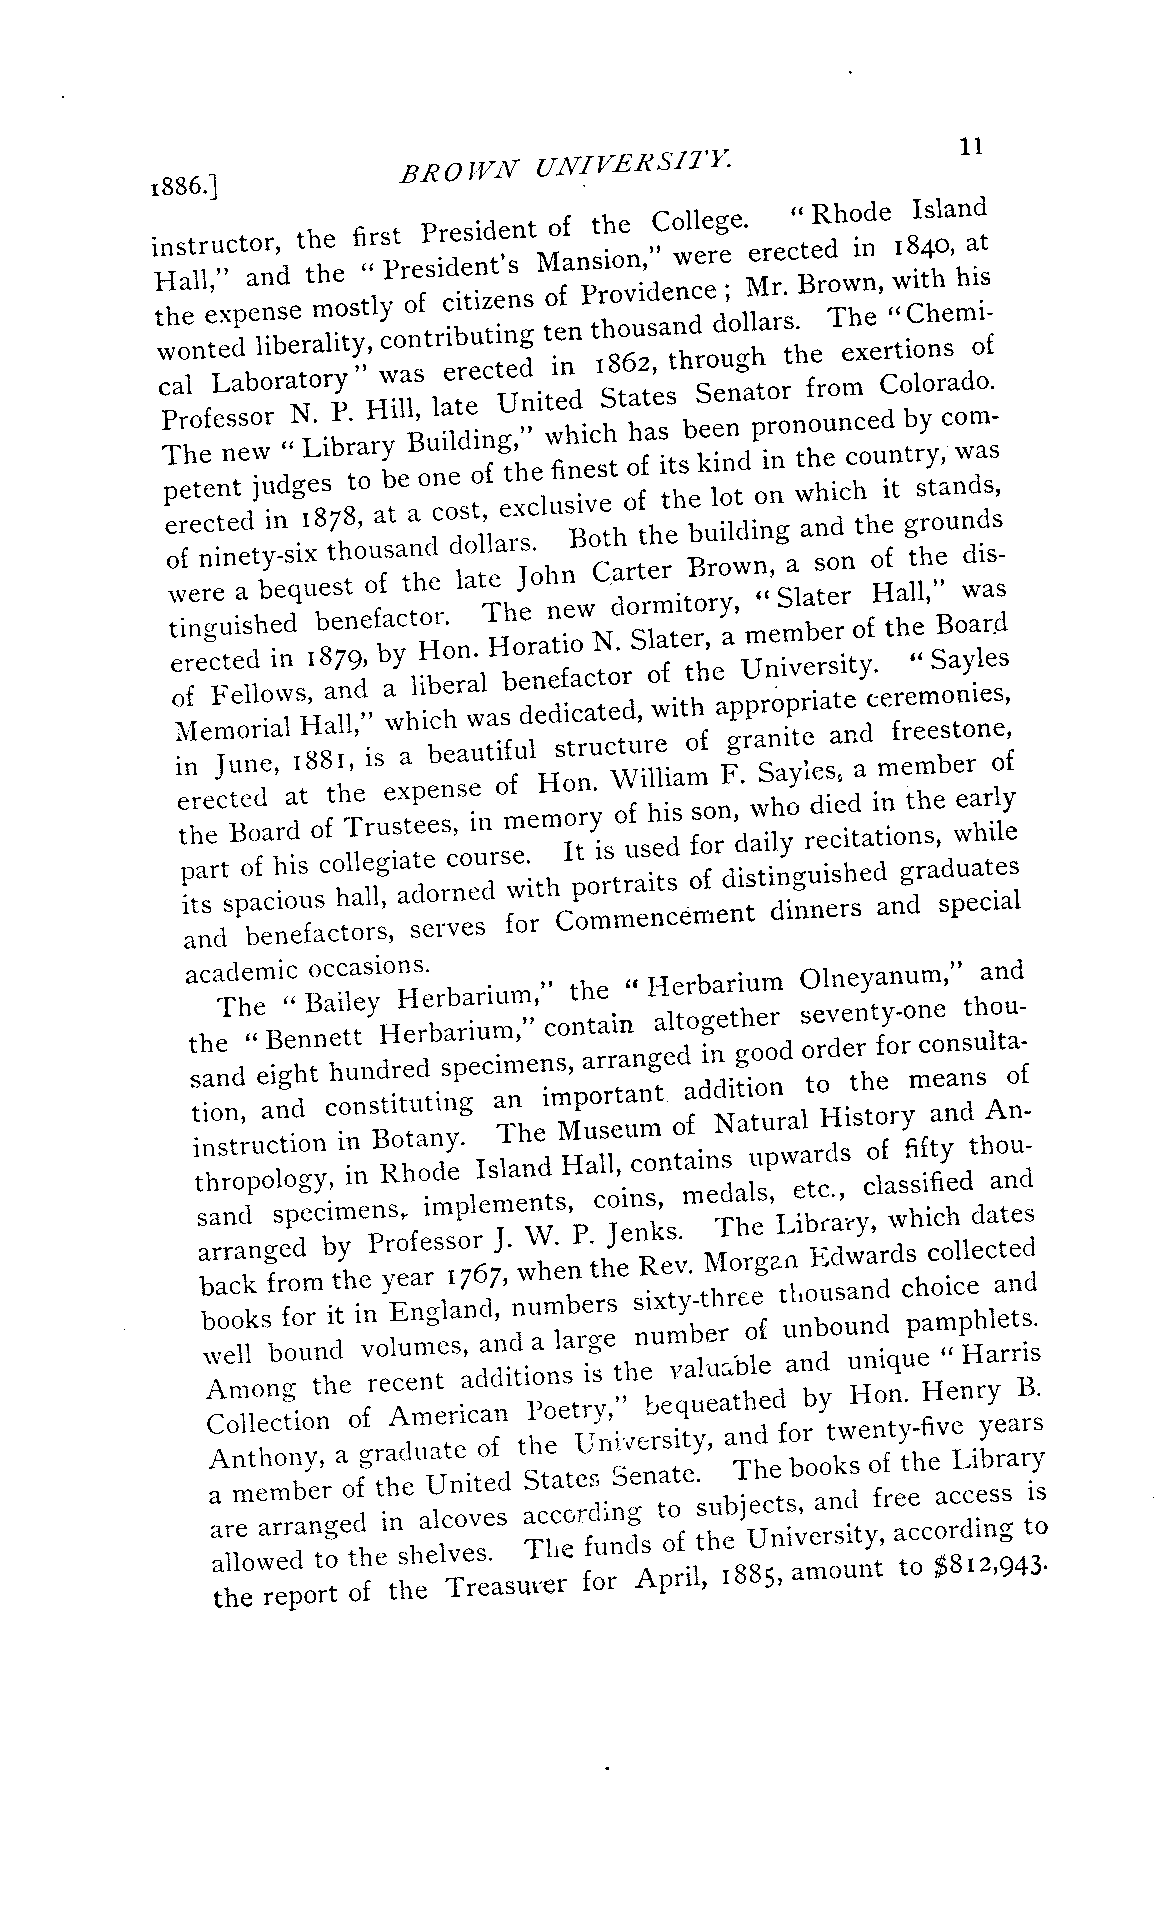 1886.] BROWN UNIVERSITY. 11
instructor, the first President of the College. "Rhode Island
Hall," and the "President's Mansion," were erected in 1840, at
the expense mostly of citizens of Providence; Mr. Brown, with his
wonted liberality, contributing ten thousand dollars. The "Chemi-
cal Laboratory" was erected in 1862, through the exertions of
Professor N. P. Hill, late United States Senator from Colorado.
The new "Library Building," which has been pronounced by com-
petent judges to be one of the finest of its kind in the country, was
erected in 1878, at a cost, exclusive of the lot on which it stands,
of ninety-six thousand dollars. Both the building and the grounds
were a bequest of the late John Carter Brown, a son of the dis-
tinguished benefactor. The new dormitory, "Slater Hall," was
erected in 1879, by Hon. Horatio N. Slater, a member of the Board
of Fellows, and a liberal benefactor of the University. "Sayles
Memorial Hall," which was dedicated, with appropriate ceremonies,
in June, 1881, is a beautiful structure of granite and freestone,
erected at the expense of Hon. William F. Sayles, a member of
the Board of Trustees, in memory of his son, who died in the early
part of his collegiate course. It is used for daily recitations, while
its spacious hall, adorned with portraits of distinguished graduates
and benefactors, serves for Commencement dinners and special
academic occasions.
The "Bailey Herbarium," the "Herbarium Olneyanum," and
the "Bennett Herbarium," contain altogether seventy-one thou-
sand eight hundred specimens, arranged in good order for consulta-
tion, and constituting an important addition to the means of
instruction in Botany. The Museum of Natural History and An-
thropology, in Rhode Island Hall, contains upwards of fifty thou-
sand specimens, implements, coins, medals, etc., classified and
arranged by Professor J. W. P. Jenks. The Library, which dates
back from the year 1767, when the Rev. Morgan Edwards collected
books for it in England, numbers sixty-three thousand choice and
well bound volumes, and a large number of unbound pamphlets.
Among the recent additions is the valuable and unique "Harris
Collection of American Poetry," bequeathed by Hon. Henry B.
Anthony, a graduate of the University, and for twenty-five years
a member of the United States Senate. The books of the Library
are arranged in alcoves according to subjects, and free access is
allowed to the shelves. The funds of the University, according to
the report of the Treasurer for April, 1885, amount to $812,943.